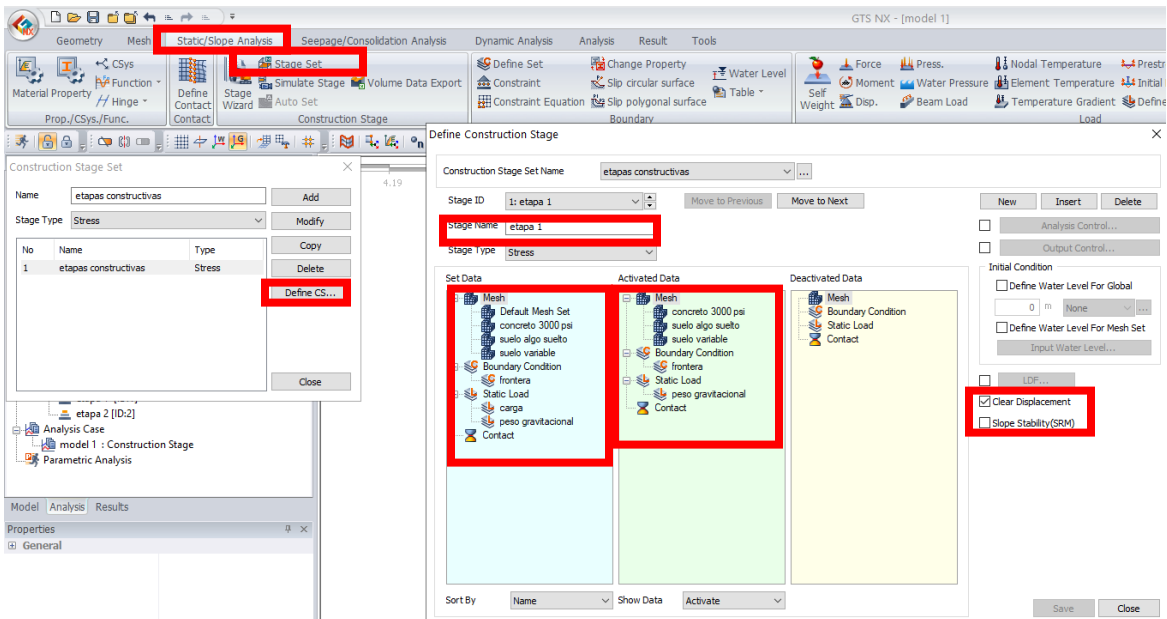 GTS NX - [model 1]
Geometry Mesh Static/Slope Analysis Seepage/Consolidation Analysis Dynamic Analysis Analysis Result Tools
Material Property
CSys
Function
Hinge
Prop./CSys./Func.
Define Contact
Contact
Stage Wizard
Stage Set
Simulate Stage Volume Data Export
Auto Set
Construction Stage
Define Set
Constraint
Constraint Equation
Change Property
Slip circular surface
Slip polygonal surface
Water Level
Table
Boundary
Self Weight
Force
Moment
Disp.
Press.
Water Pressure
Beam Load
Nodal Temperature
Element Temperature
Temperature Gradient
Prestr
Initial
Define
Load
4.19
Construction Stage Set
Name etapas constructivas Add
Stage Type Stress Modify
No Name Type Copy
1 etapas constructivas Stress Delete
Define CS...
Close
etapa 2 [ID:2]
Analysis Case
model 1 : Construction Stage
Parametric Analysis
Model Analysis Results
Properties
General
Define Construction Stage
Construction Stage Set Name etapas constructivas ...
Stage ID 1: etapa 1 Move to Previous Move to Next New Insert Delete
Stage Name etapa 1 Analysis Control...
Stage Type Stress Output Control...
Set Data
Mesh
Default Mesh Set
concreto 3000 psi
suelo algo suelto
suelo variable
Boundary Condition
frontera
Static Load
carga
peso gravitacional
Contact
Activated Data
Mesh
concreto 3000 psi
suelo algo suelto
suelo variable
Boundary Condition
frontera
Static Load
peso gravitacional
Contact
Deactivated Data
Mesh
Boundary Condition
Static Load
Contact
Initial Condition
Define Water Level For Global
0 m None ...
Define Water Level For Mesh Set
Input Water Level...
LDF...
Clear Displacement
Slope Stability(SRM)
Sort By Name Show Data Activate
Save Close